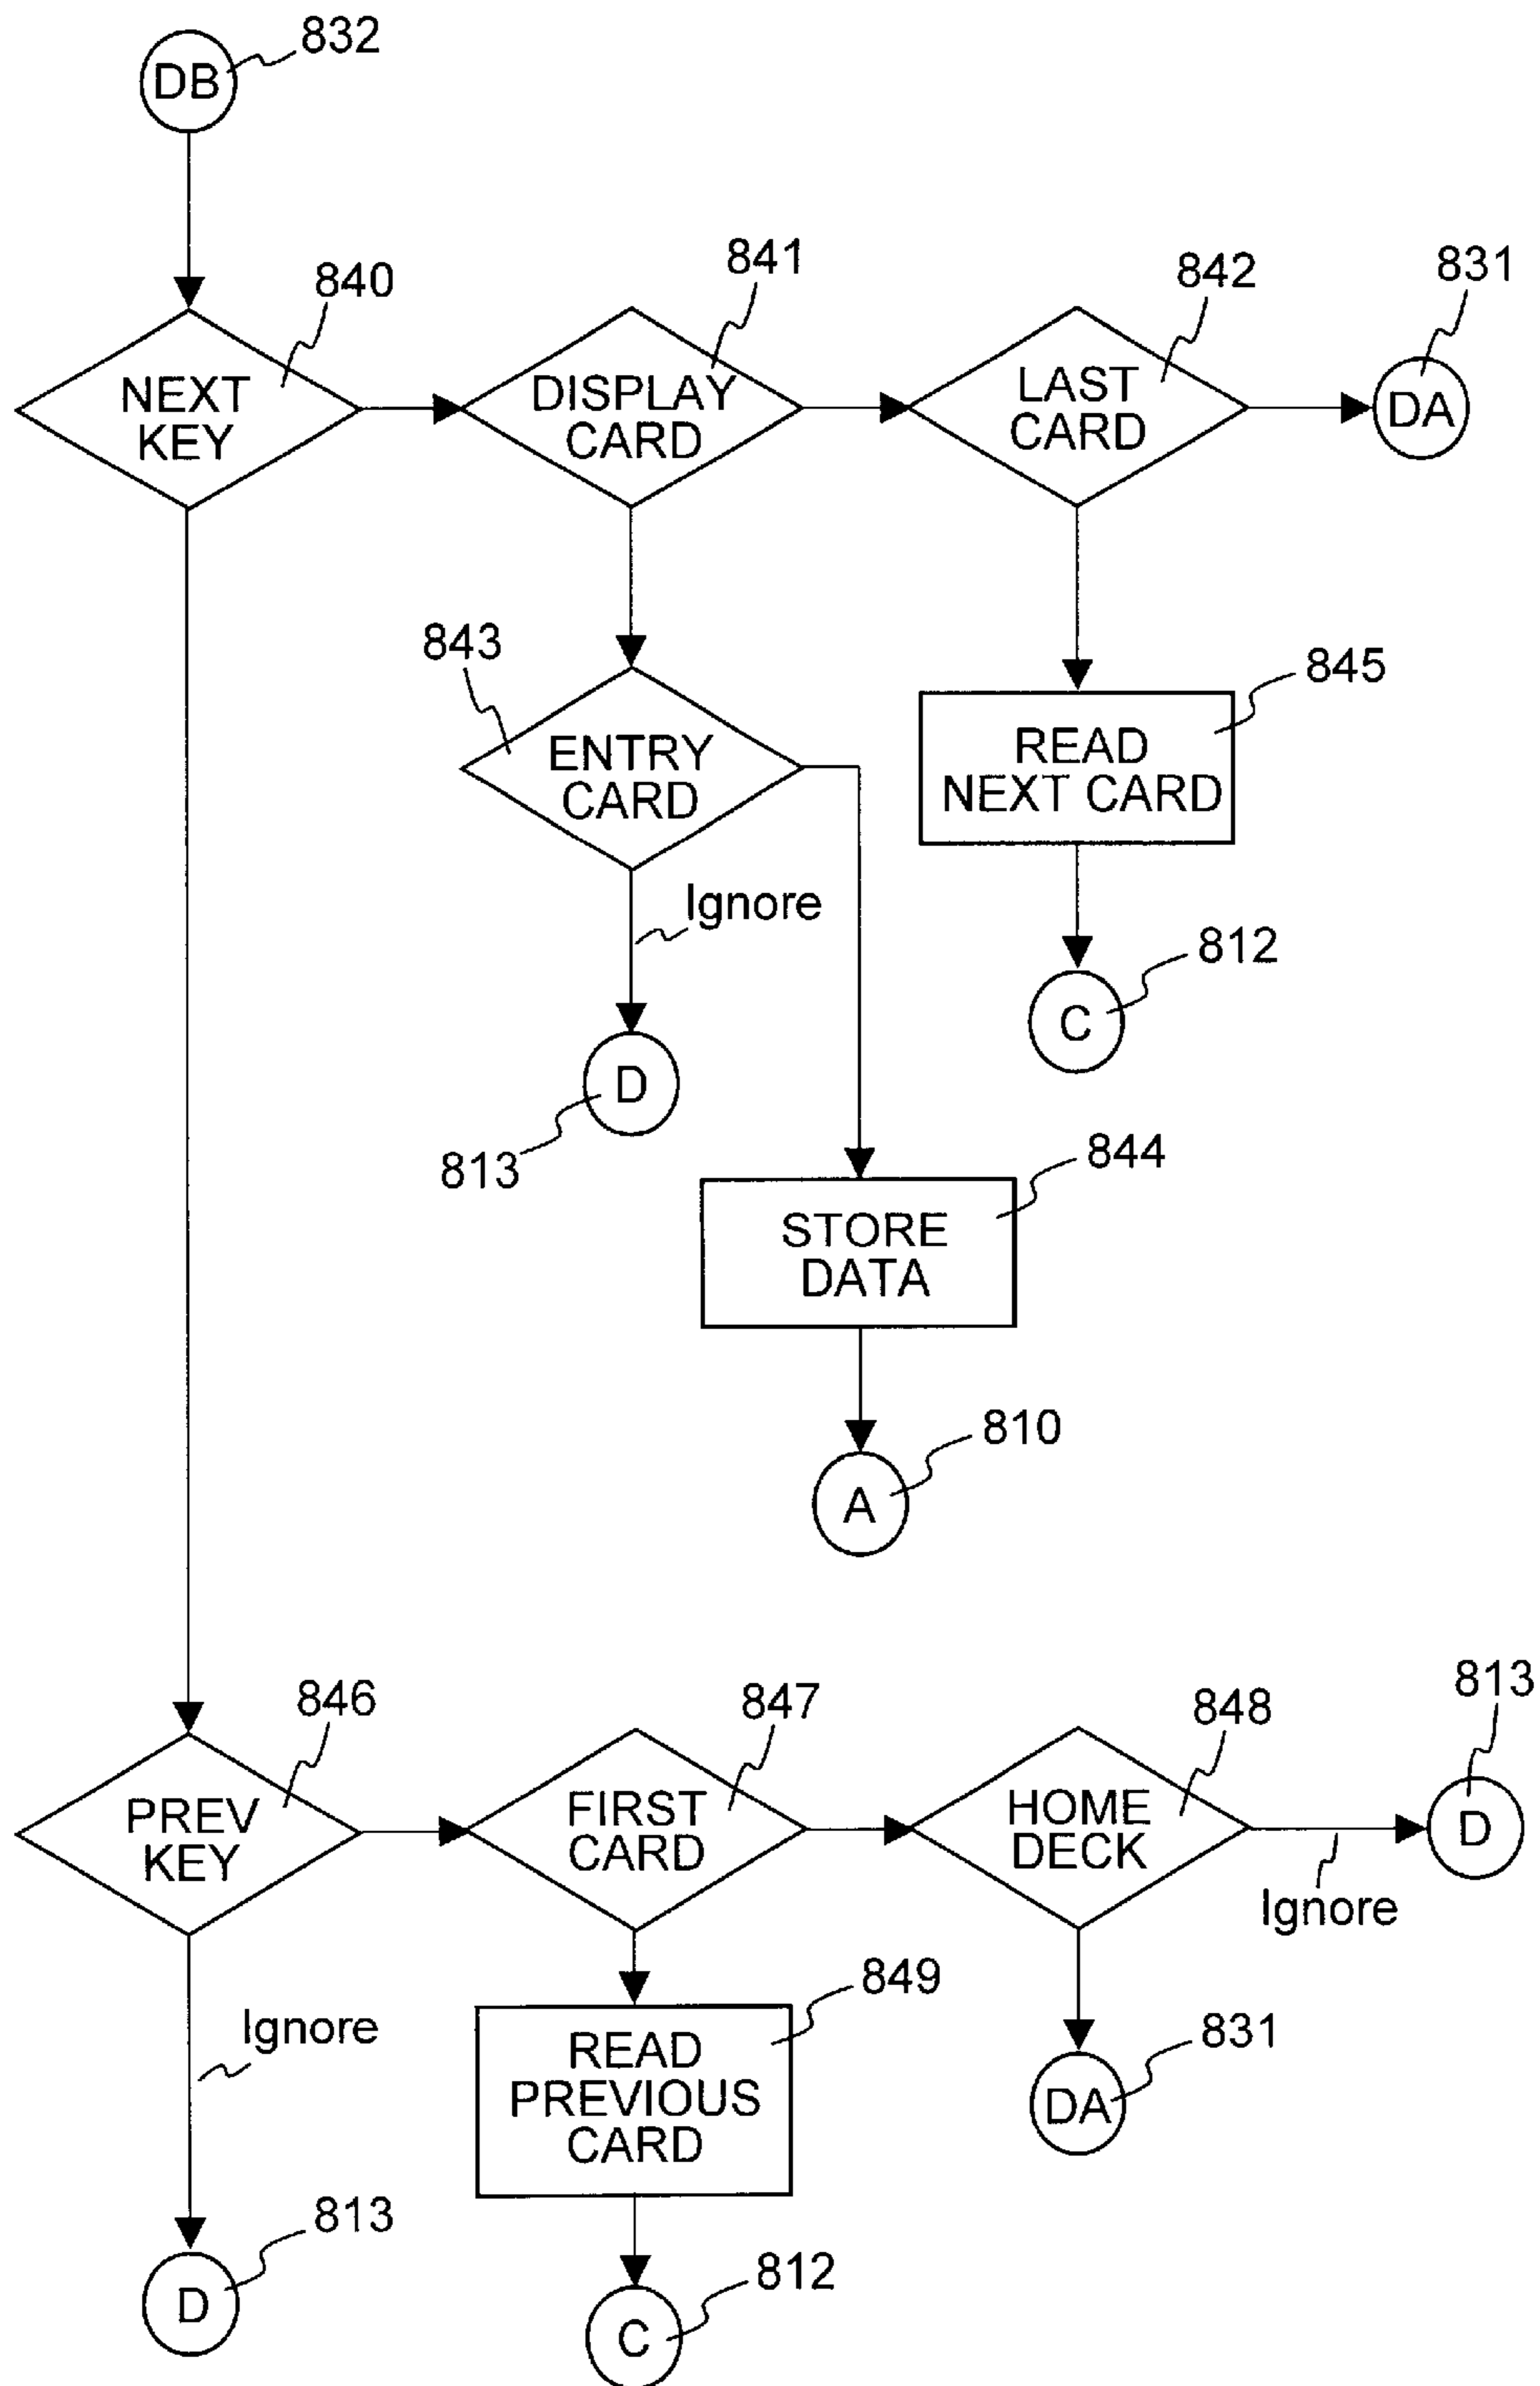 832
DB
840
NEXT
KEY
841
DISPLAY
CARD
842
LAST
CARD
831
DA
843
ENTRY
CARD
Ignore
D
813
845
READ
NEXT CARD
812
C
844
STORE
DATA
810
A
846
PREV
KEY
847
FIRST
CARD
848
HOME
DECK
Ignore
813
D
Ignore
813
D
849
READ
PREVIOUS
CARD
812
C
831
DA